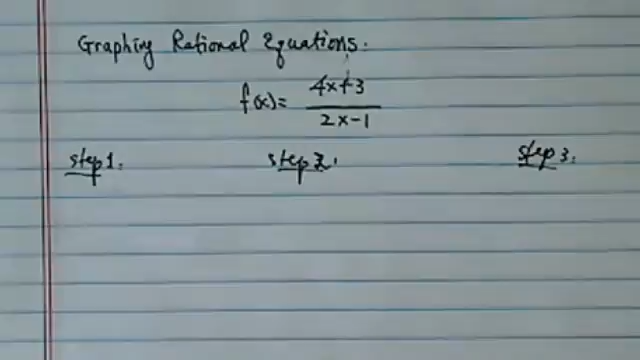 Graphing Rational Equations.
f(x) = 4x+3 / 2x-1
step 1. step 2. step 3.